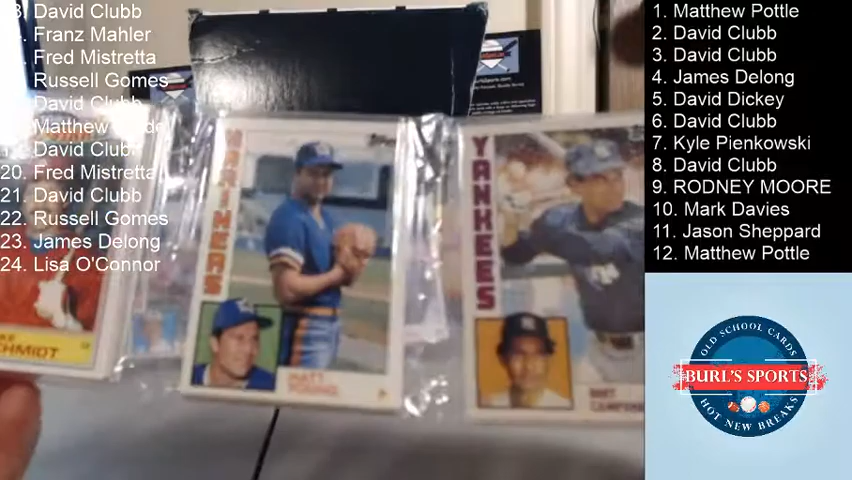 David Clubb
Franz Mahler
Fred Mistretta
Russell Gomes
David Clubb
Matthew
David Clubb
20. Fred Mistretta
21. David Clubb
22. Russell Gomes
23. James Delong
24. Lisa O'Connor
MARINERS
YANKEES
1. Matthew Pottle
2. David Clubb
3. David Clubb
4. James Delong
5. David Dickey
6. David Clubb
7. Kyle Pienkowski
8. David Clubb
9. RODNEY MOORE
10. Mark Davies
11. Jason Sheppard
12. Matthew Pottle
OLD SCHOOL CARDS
BURL'S SPORTS
HOT NEW BREAKS